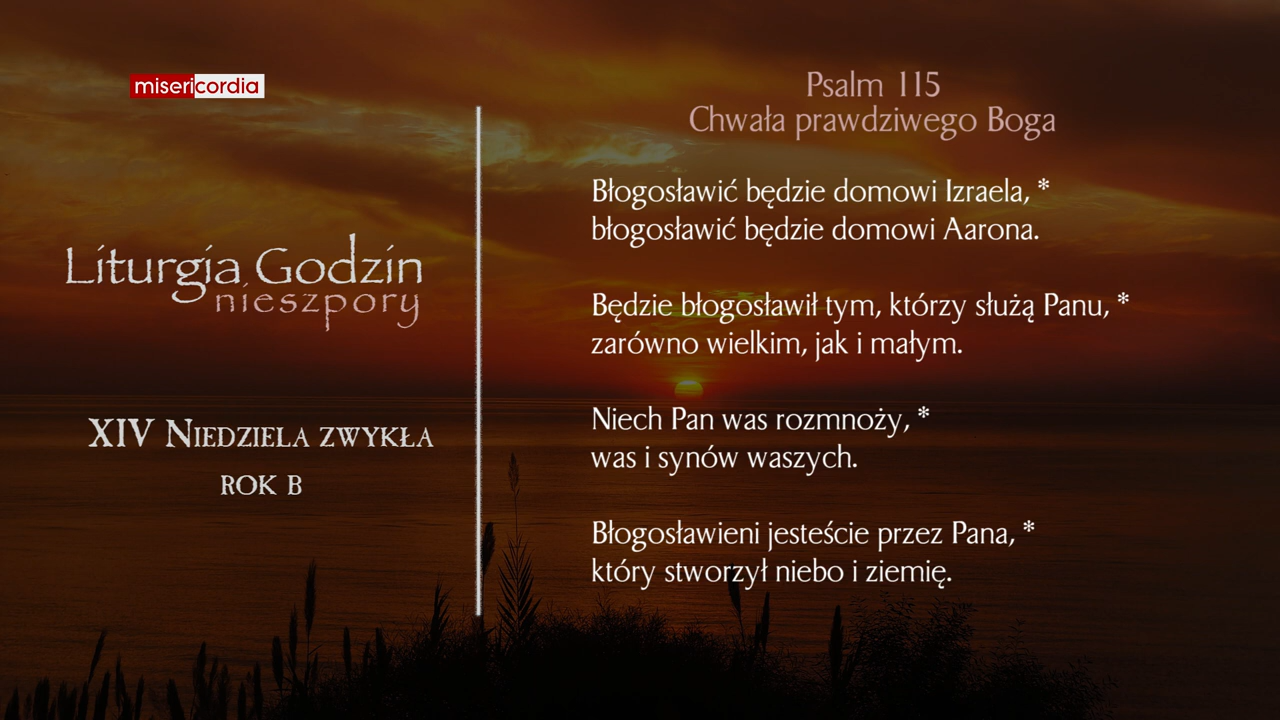 misericordia
Liturgia Godzin
nieszpory
XIV Niedziela zwykła
rok B
Psalm 115
Chwała prawdziwego Boga
Błogosławić będzie domowi Izraela, *
błogosławić będzie domowi Aarona.
Będzie błogosławił tym, którzy służą Panu, *
zarówno wielkim, jak i małym.
Niech Pan was rozmnoży, *
was i synów waszych.
Błogosławieni jesteście przez Pana, *
który stworzył niebo i ziemię.